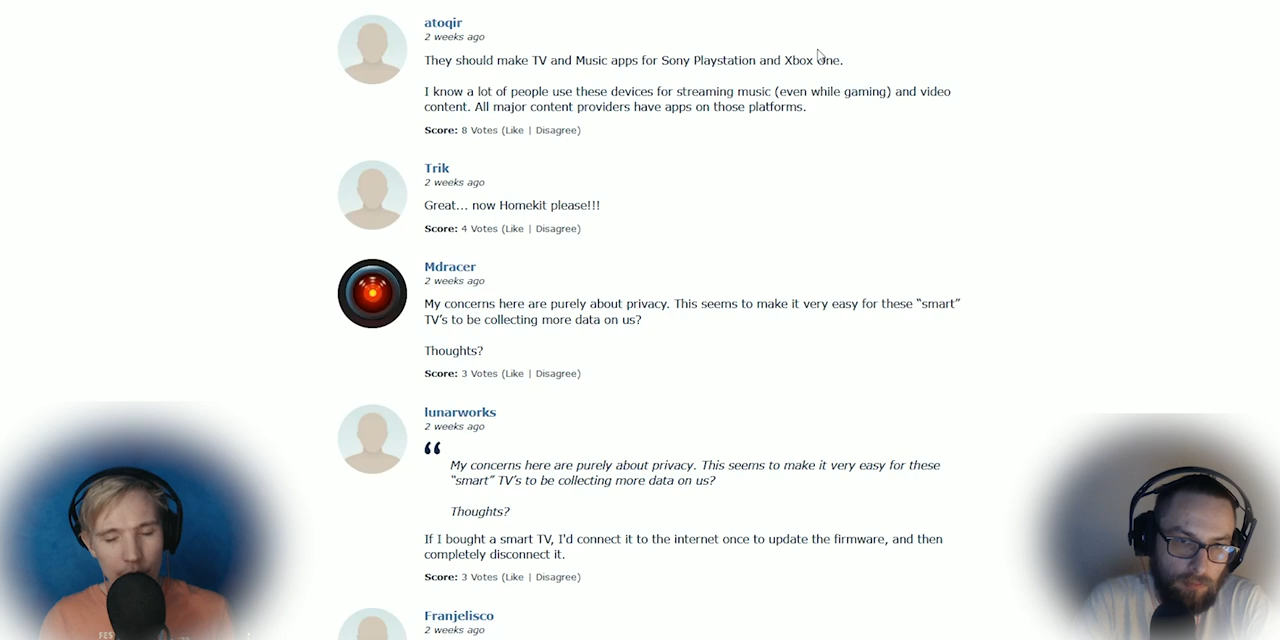 atoqir
2 weeks ago
They should make TV and Music apps for Sony Playstation and Xbox One.
I know a lot of people use these devices for streaming music (even while gaming) and video
content. All major content providers have apps on those platforms.
Score: 8 Votes (Like | Disagree)
Trik
2 weeks ago
Great... now Homekit please!!!
Score: 4 Votes (Like | Disagree)
Mdracer
2 weeks ago
My concerns here are purely about privacy. This seems to make it very easy for these “smart”
TV’s to be collecting more data on us?
Thoughts?
Score: 3 Votes (Like | Disagree)
lunarworks
2 weeks ago
“
My concerns here are purely about privacy. This seems to make it very easy for these
“smart” TV’s to be collecting more data on us?
Thoughts?
If I bought a smart TV, I'd connect it to the internet once to update the firmware, and then
completely disconnect it.
Score: 3 Votes (Like | Disagree)
Franjelisco
2 weeks ago
FES